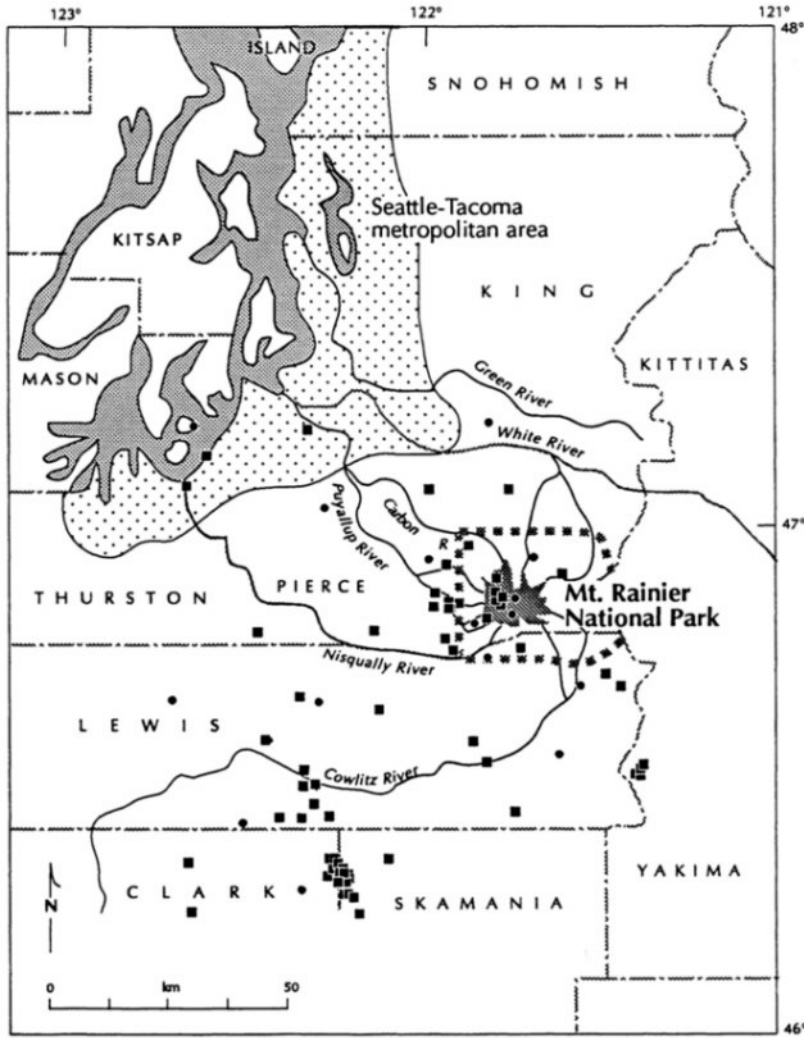 123°
122°
121°
48°
ISLAND
SNOHOMISH
Seattle-Tacoma
metropolitan area
KITSAP
KING
MASON
KITTITAS
Green River
White River
47°
Carbon
R
Puyallup River
PIERCE
THURSTON
Mt. Rainier
National Park
Nisqually River
LEWIS
Cowlitz River
CLARK
SKAMANIA
YAKIMA
N
0 km 50
46°